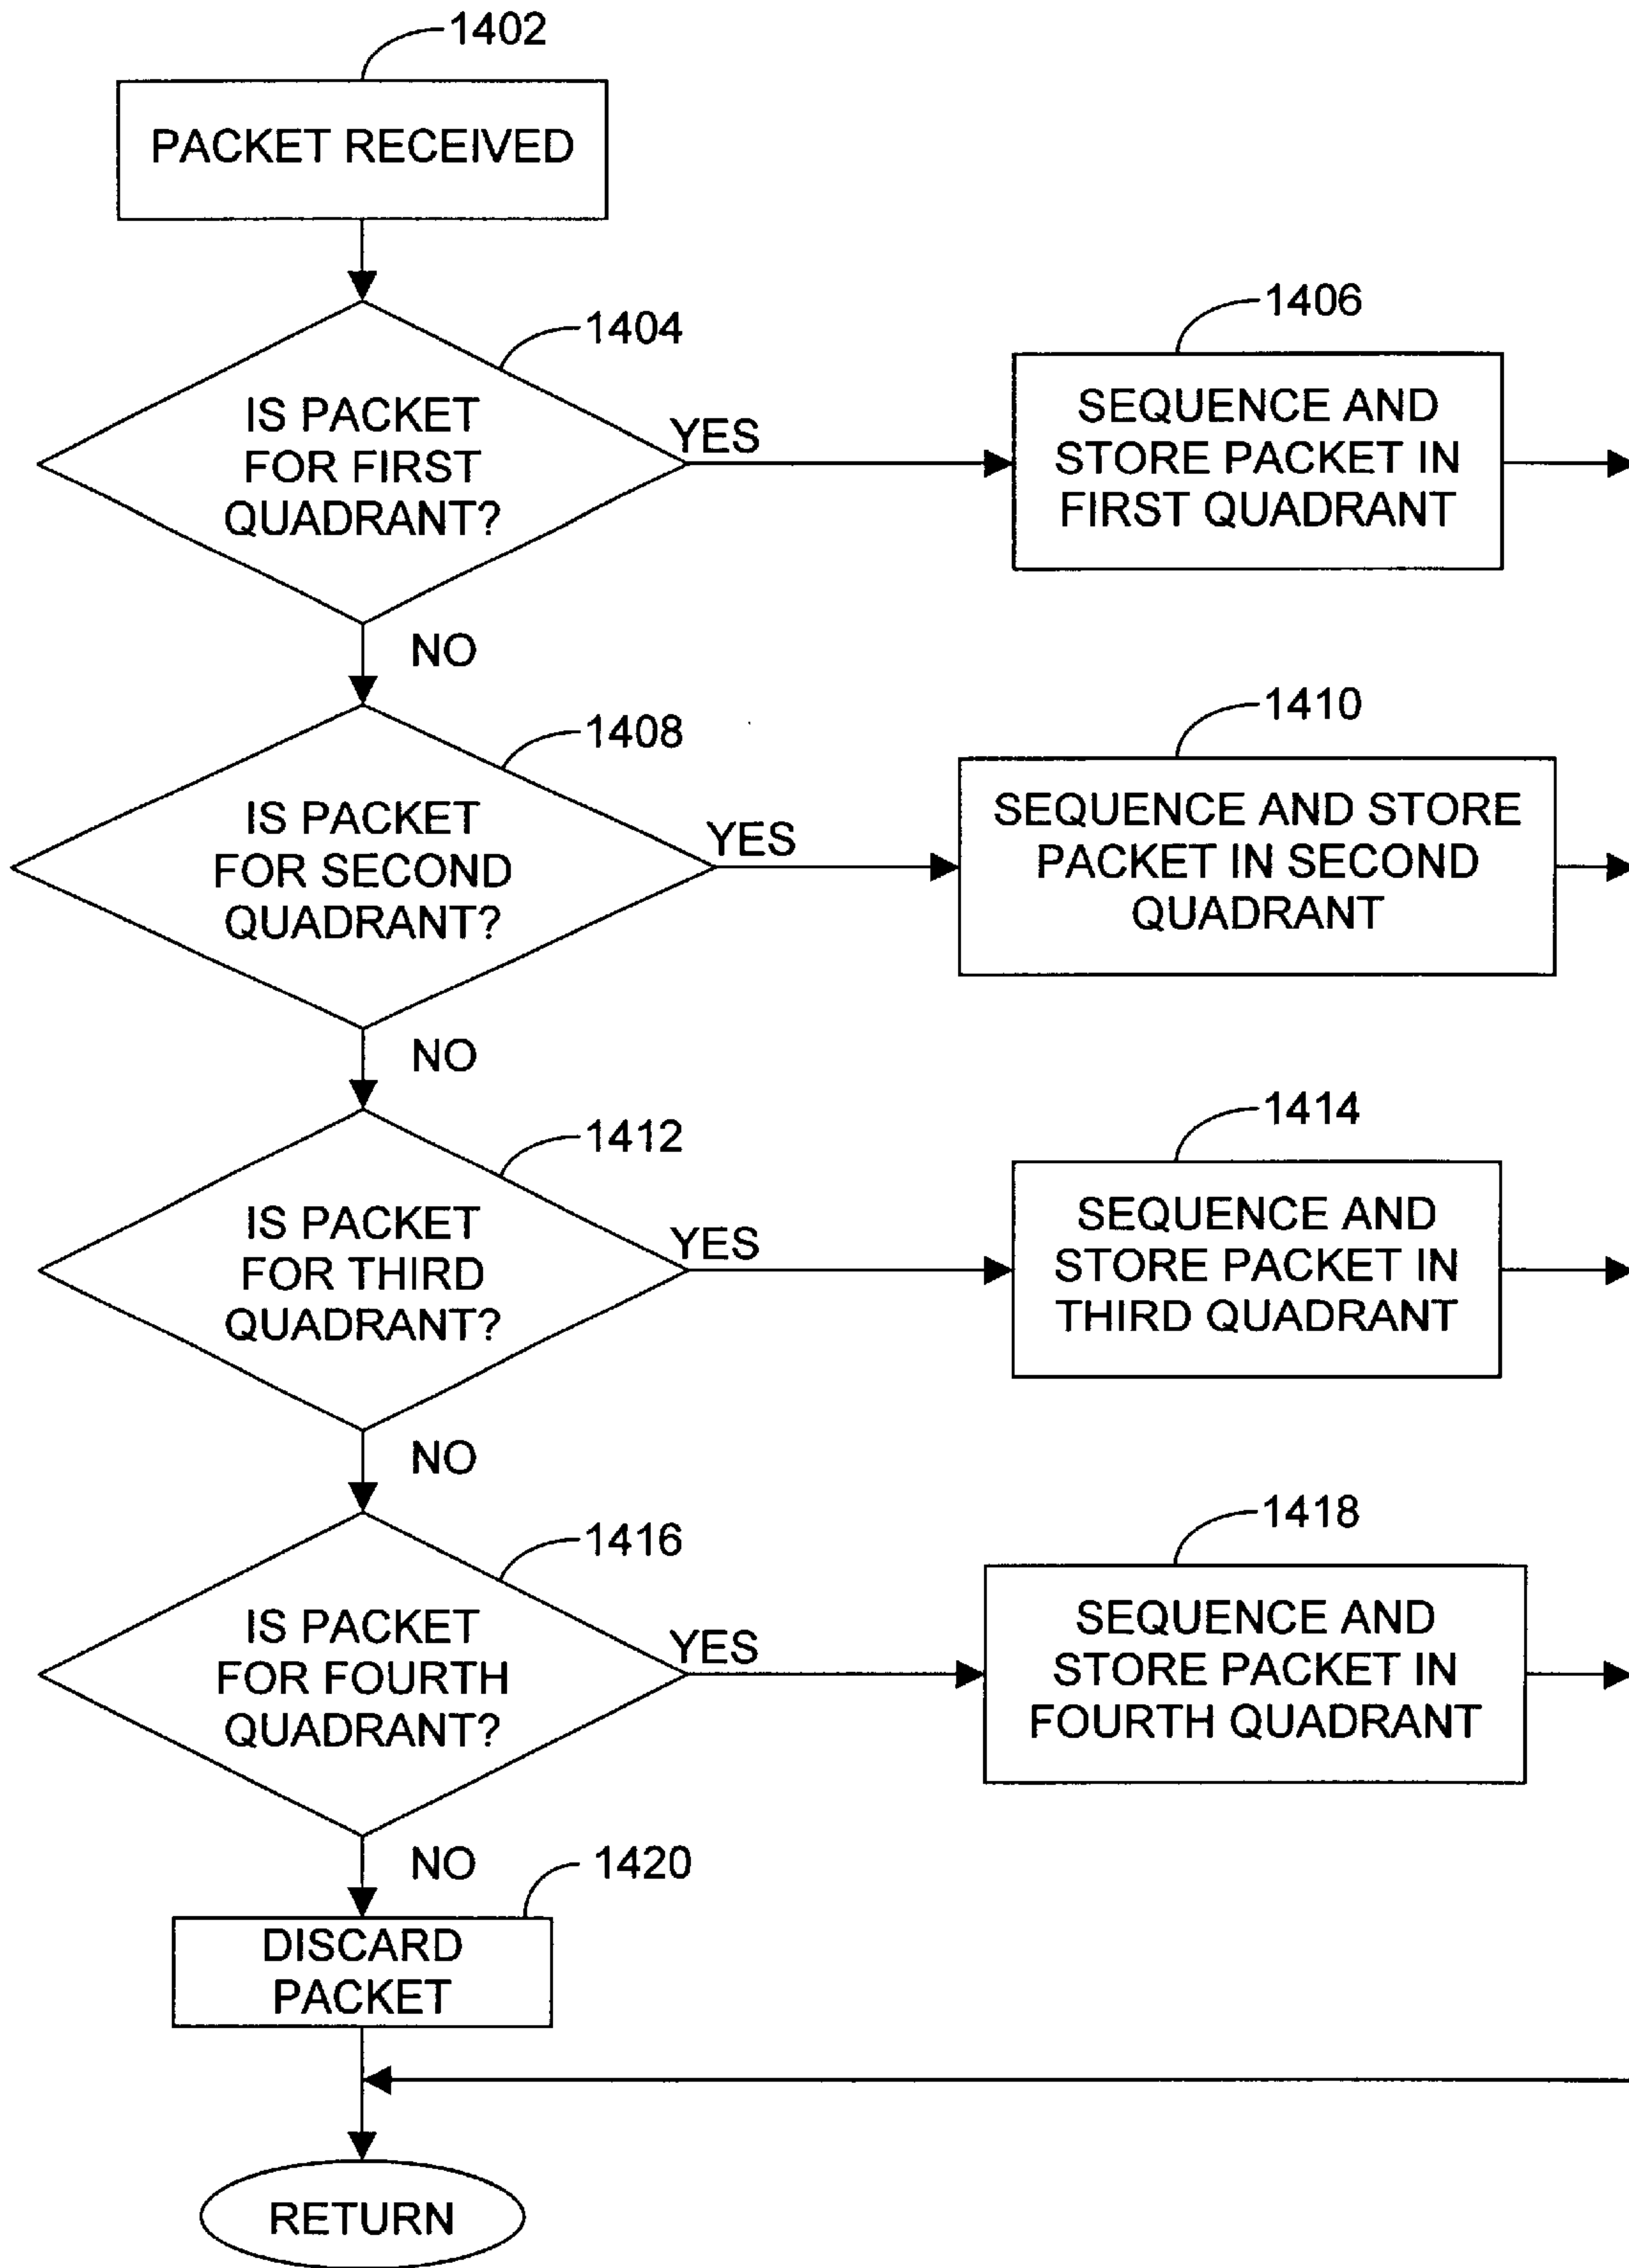 1402
PACKET RECEIVED
1404
IS PACKET
FOR FIRST
QUADRANT?
YES
1406
SEQUENCE AND
STORE PACKET IN
FIRST QUADRANT
NO
1408
IS PACKET
FOR SECOND
QUADRANT?
YES
1410
SEQUENCE AND STORE
PACKET IN SECOND
QUADRANT
NO
1412
IS PACKET
FOR THIRD
QUADRANT?
YES
1414
SEQUENCE AND
STORE PACKET IN
THIRD QUADRANT
NO
1416
IS PACKET
FOR FOURTH
QUADRANT?
YES
1418
SEQUENCE AND
STORE PACKET IN
FOURTH QUADRANT
NO
1420
DISCARD
PACKET
RETURN